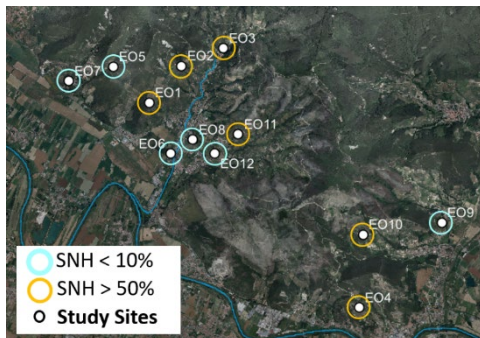 EO3
EO5
EO2
EO7
EO1
EO11
EO8
EO6
EO12
EO9
EO10
EO4
SNH < 10%
SNH > 50%
Study Sites